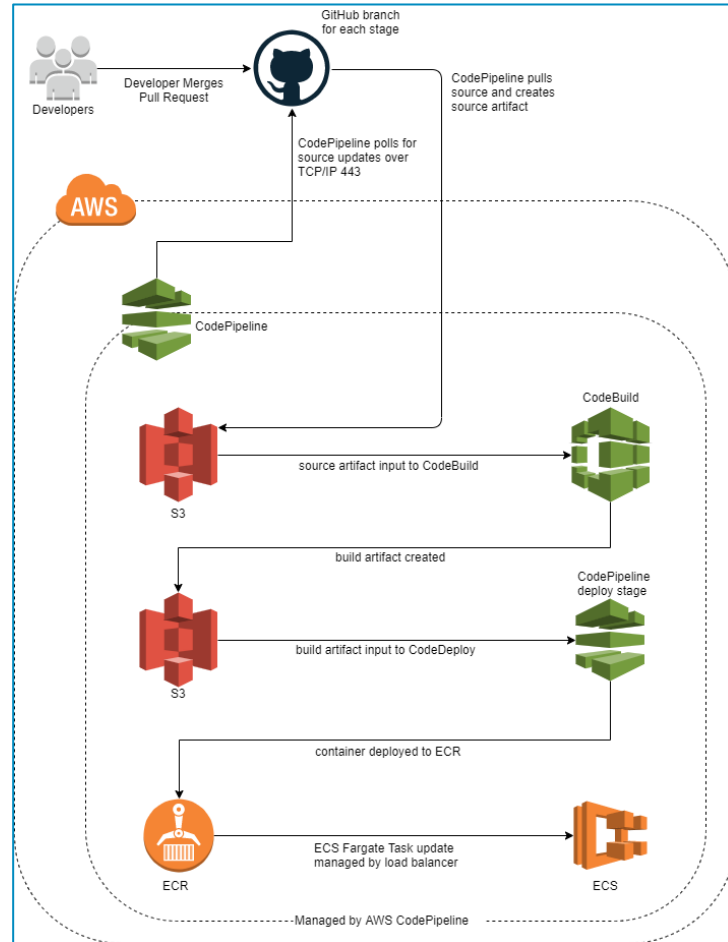 GitHub branch
for each stage
Developers
Developer Merges
Pull Request
CodePipeline pulls
source and creates
source artifact
CodePipeline polls for
source updates over
TCP/IP 443
AWS
CodePipeline
CodeBuild
source artifact input to CodeBuild
S3
build artifact created
CodePipeline
deploy stage
build artifact input to CodeDeploy
S3
container deployed to ECR
ECS Fargate Task update
managed by load balancer
ECR
ECS
Managed by AWS CodePipeline